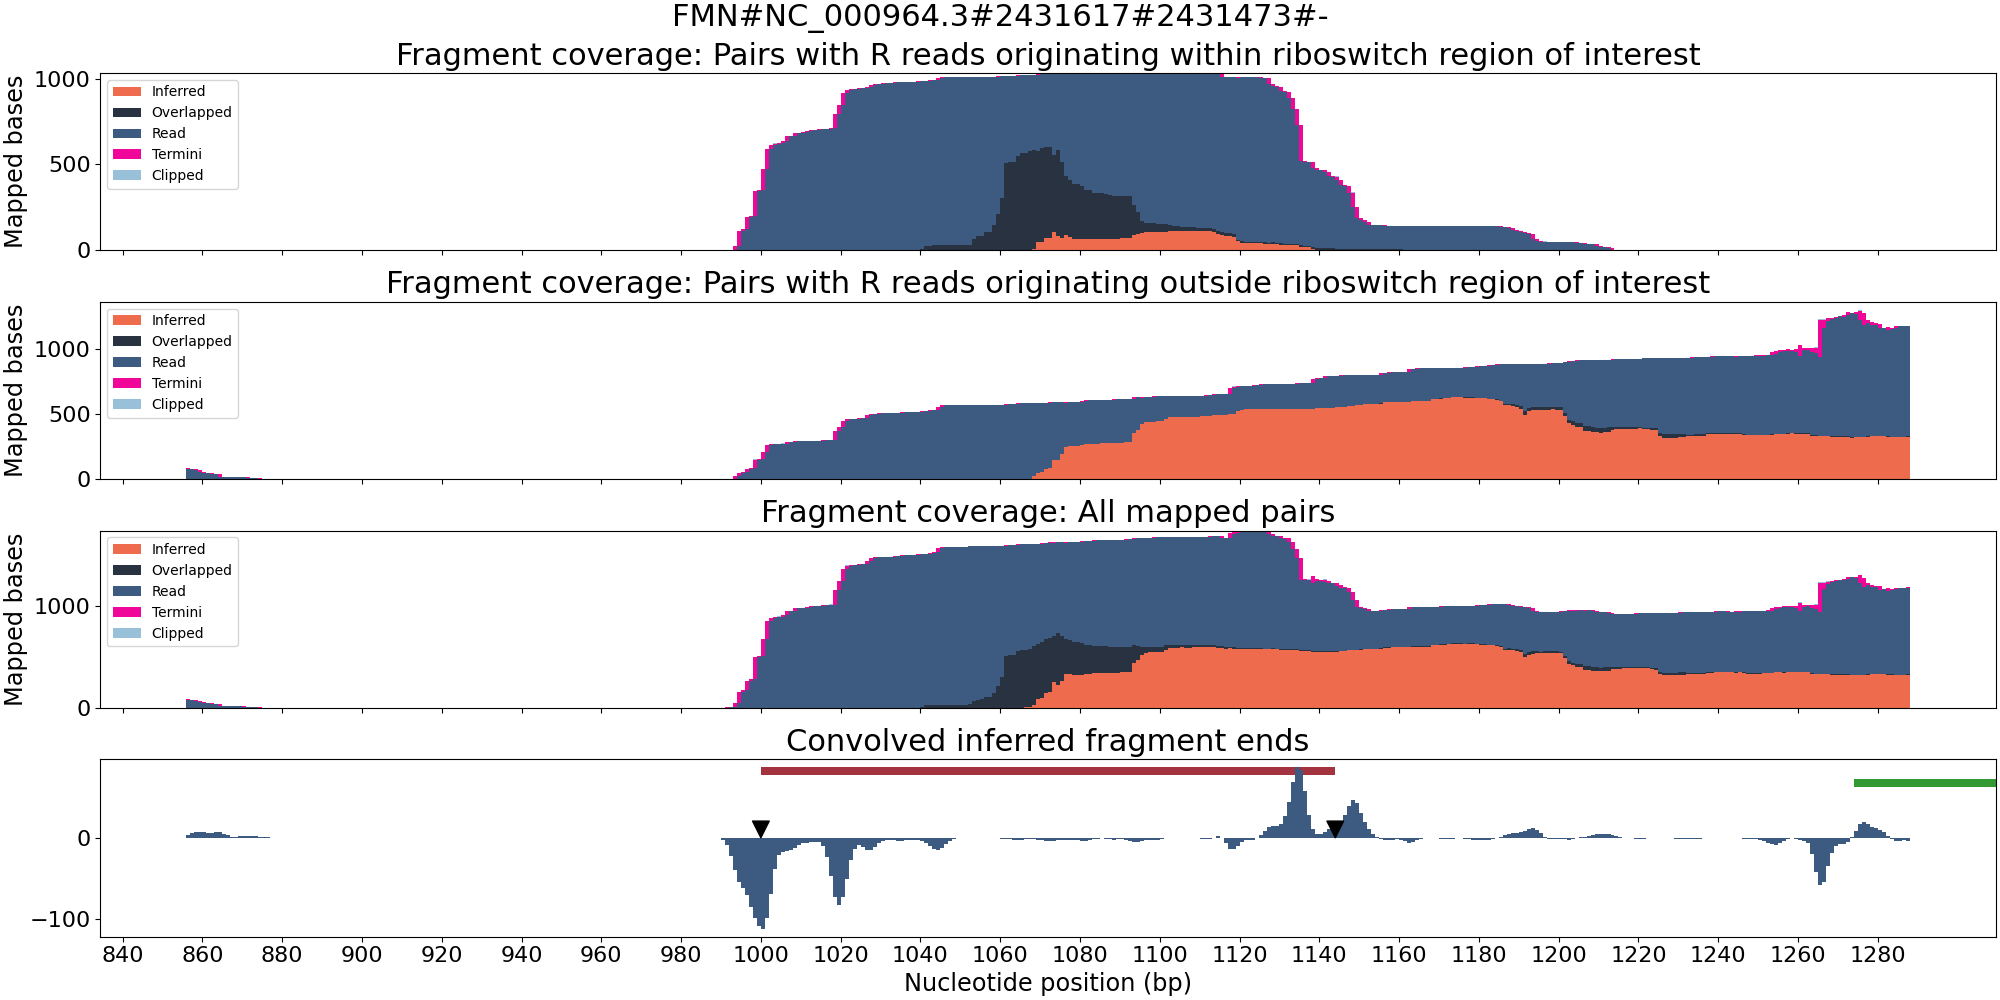 FMN#NC_000964.3#2431617#2431473#-
Fragment coverage: Pairs with R reads originating within riboswitch region of interest
Mapped bases
1000
500
0
Inferred
Overlapped
Read
Termini
Clipped
Fragment coverage: Pairs with R reads originating outside riboswitch region of interest
Mapped bases
1000
500
0
Inferred
Overlapped
Read
Termini
Clipped
Fragment coverage: All mapped pairs
Mapped bases
1000
0
Inferred
Overlapped
Read
Termini
Clipped
Convolved inferred fragment ends
0
−100
840 860 880 900 920 940 960 980 1000 1020 1040 1060 1080 1100 1120 1140 1160 1180 1200 1220 1240 1260 1280
Nucleotide position (bp)